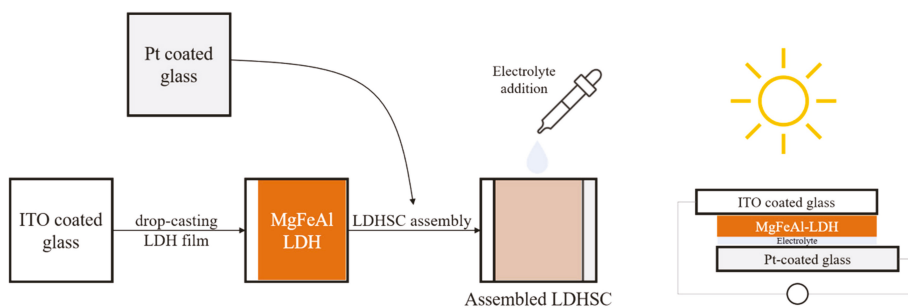 Pt coated
glass
Electrolyte
addition
ITO coated
glass
drop-casting
LDH film
MgFeAl
LDH
LDHSC assembly
Assembled LDHSC
ITO coated glass
MgFeAl-LDH
Electrolyte
Pt-coated glass